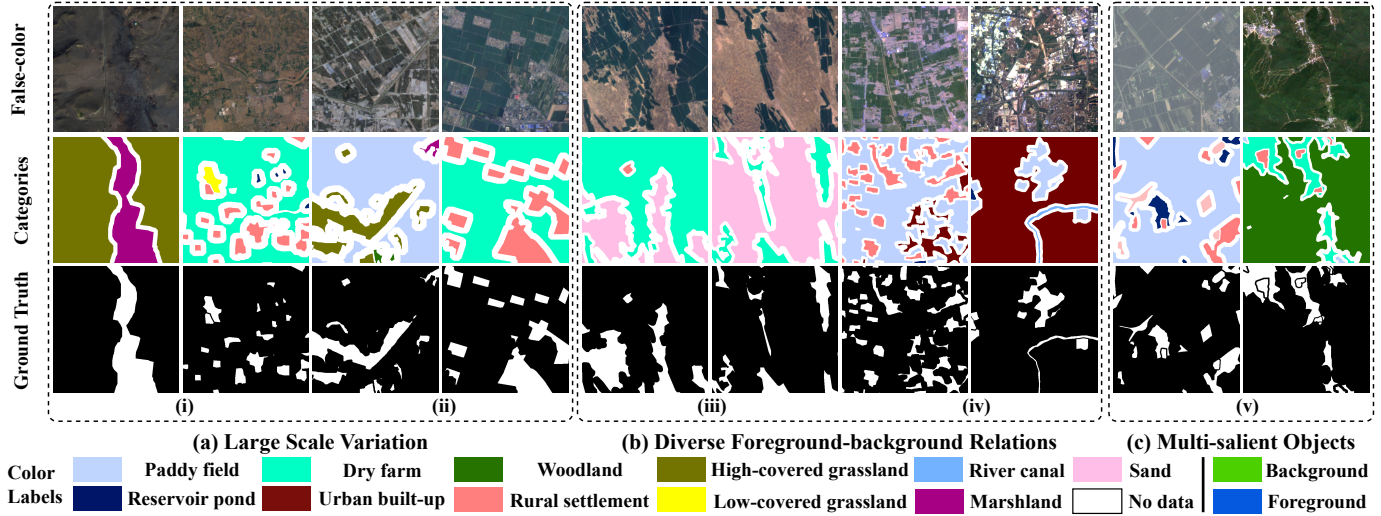 False-color
Categories
Ground Truth
(i) (ii) (iii) (iv) (v)
(a) Large Scale Variation (b) Diverse Foreground-background Relations (c) Multi-salient Objects
Color Labels
Paddy field Dry farm Woodland High-covered grassland River canal Sand Background
Reservoir pond Urban built-up Rural settlement Low-covered grassland Marshland No data Foreground